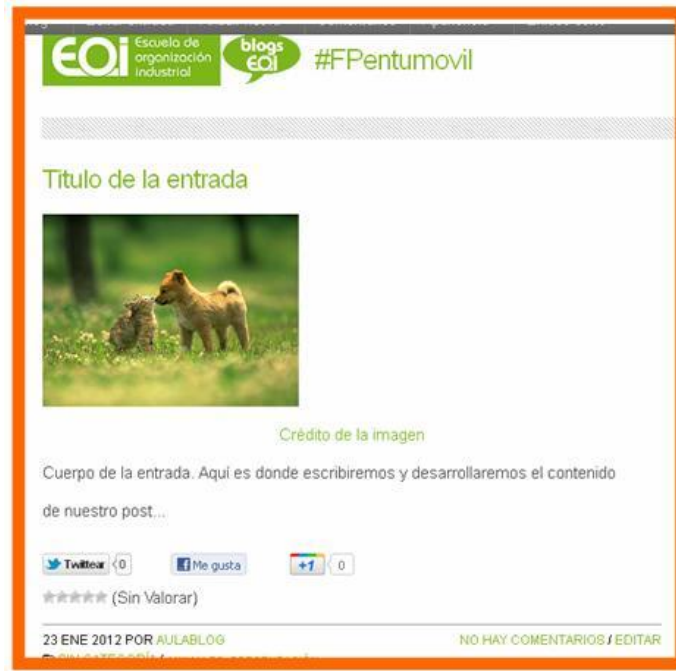 EOI Escuela de
organización
industrial
blogs
EOI
#FPentumovil
Titulo de la entrada
Crédito de la imagen
Cuerpo de la entrada. Aquí es donde escribiremos y desarrollaremos el contenido
de nuestro post...
Twittear 0 Me gusta +1 0
(Sin Valorar)
23 ENE 2012 POR AULABLOG NO HAY COMENTARIOS / EDITAR